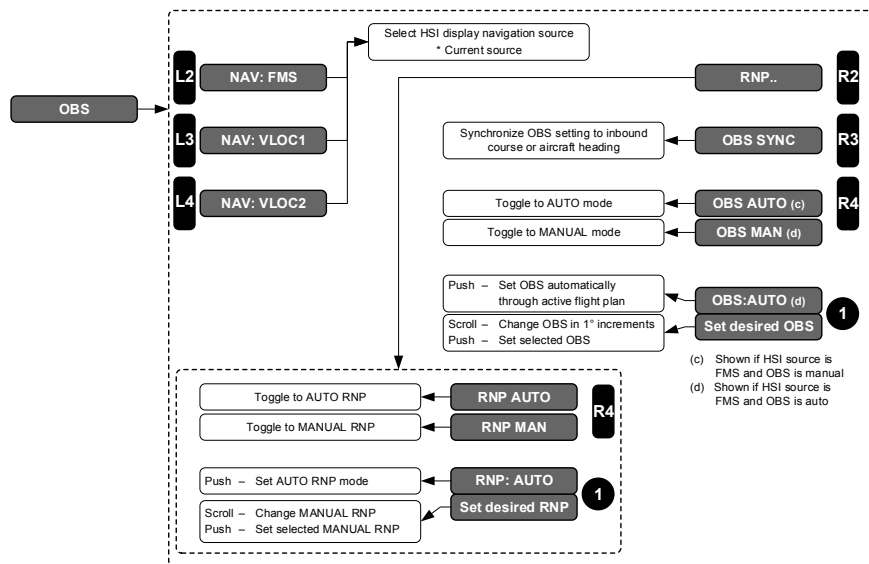 OBS
L2
NAV: FMS
L3
NAV: VLOC1
L4
NAV: VLOC2
Select HSI display navigation source
* Current source
RNP..
R2
Synchronize OBS setting to inbound
course or aircraft heading
OBS SYNC
R3
Toggle to AUTO mode
OBS AUTO (c)
R4
Toggle to MANUAL mode
OBS MAN (d)
Push – Set OBS automatically
through active flight plan
OBS:AUTO (d)
1
Scroll – Change OBS in 1° increments
Push – Set selected OBS
Set desired OBS
(c) Shown if HSI source is
FMS and OBS is manual
(d) Shown if HSI source is
FMS and OBS is auto
Toggle to AUTO RNP
RNP AUTO
R4
Toggle to MANUAL RNP
RNP MAN
Push – Set AUTO RNP mode
RNP: AUTO
1
Scroll – Change MANUAL RNP
Push – Set selected MANUAL RNP
Set desired RNP